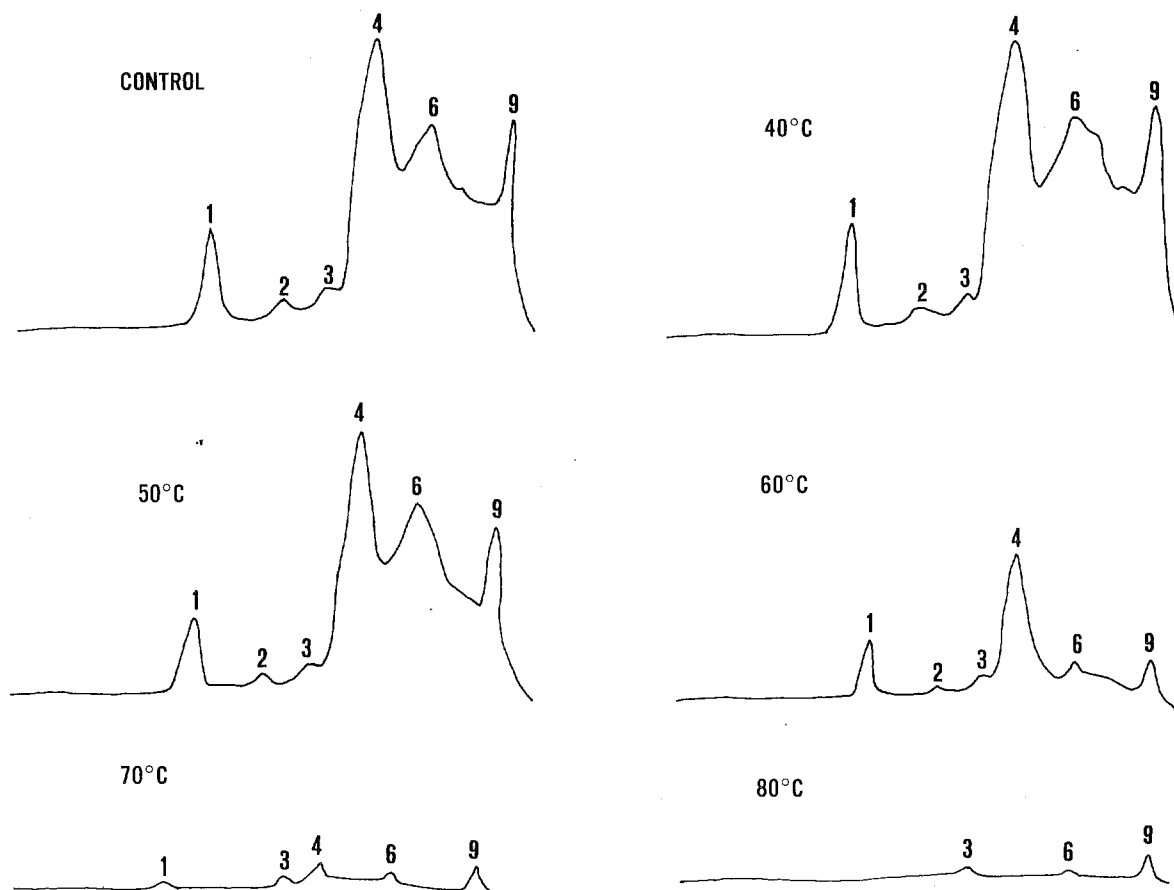 CONTROL
1 2 3 4 6 9
40°C
1 2 3 4 6 9
50°C
1 2 3 4 6 9
60°C
1 2 3 4 6 9
70°C
1 3 4 6 9
80°C
3 6 9